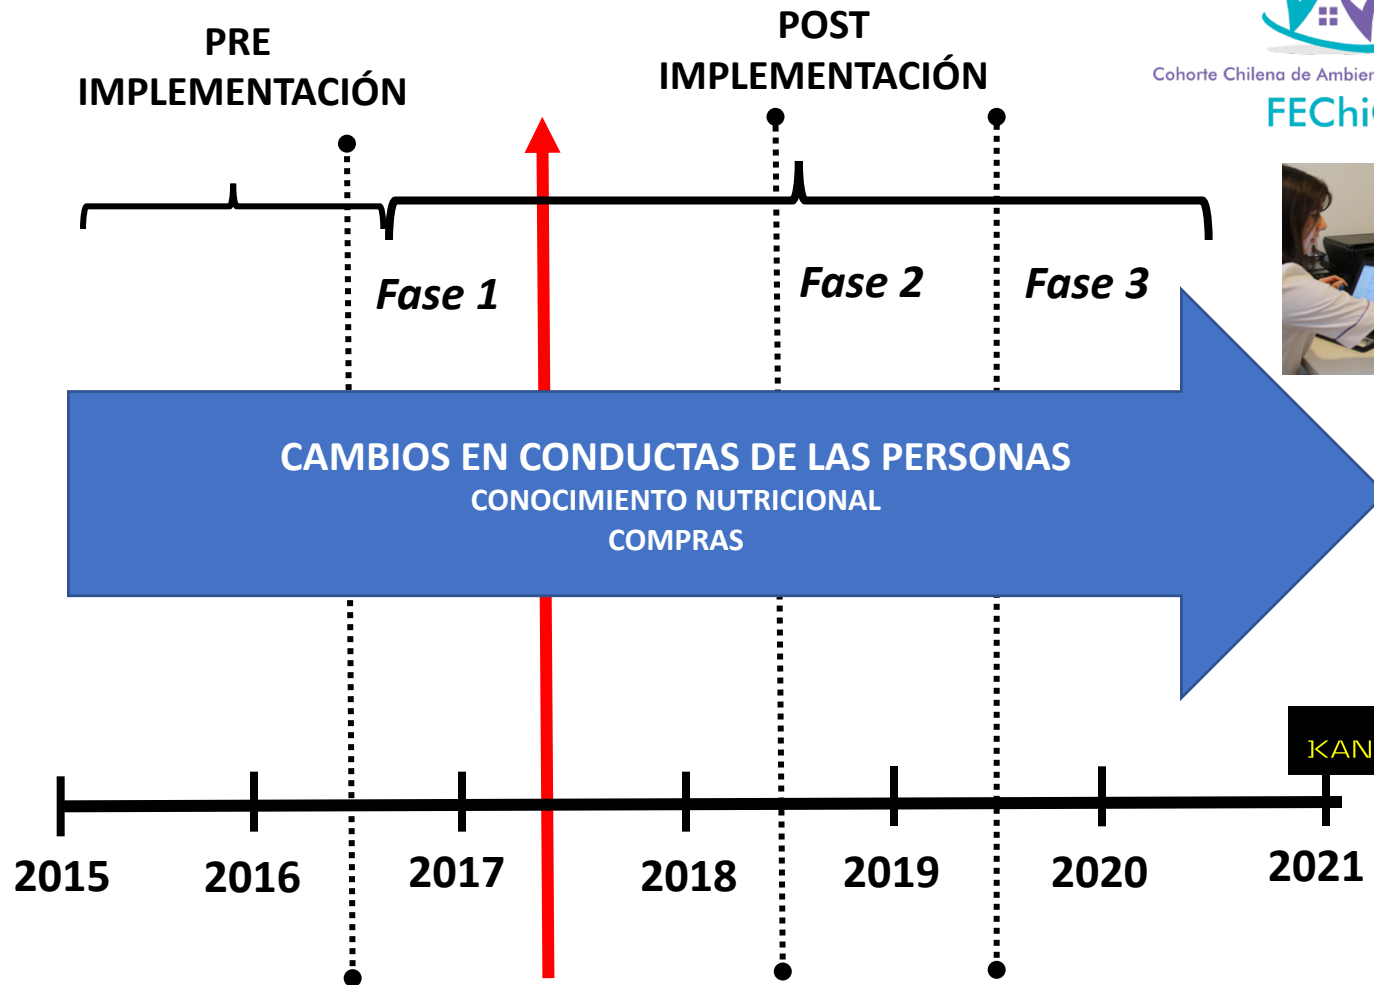 PRE
IMPLEMENTACIÓN
POST
IMPLEMENTACIÓN
Cohorte Chilena de
FEChi
Fase 1
Fase 2
Fase 3
CAMBIOS EN CONDUCTAS DE LAS PERSONAS
CONOCIMIENTO NUTRICIONAL
COMPRAS
KAN
2015
2016
2017
2018
2019
2020
2021